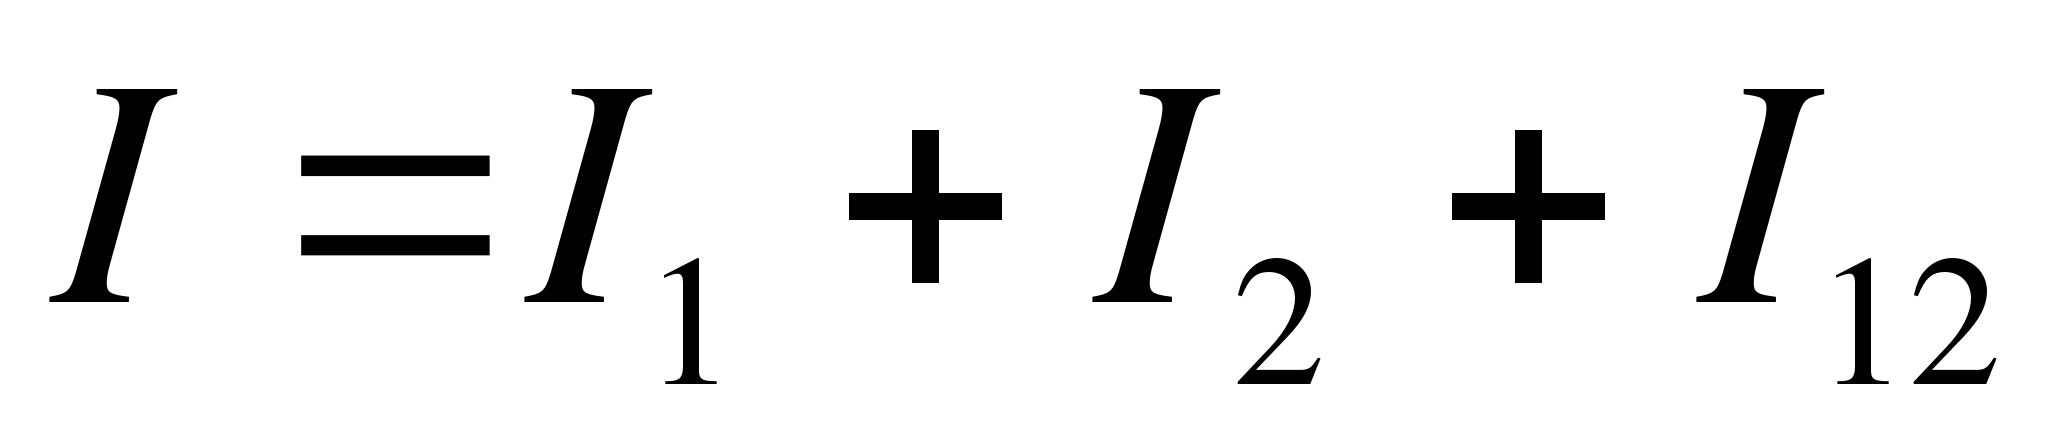 I = I₁ + I₂ + I₁₂